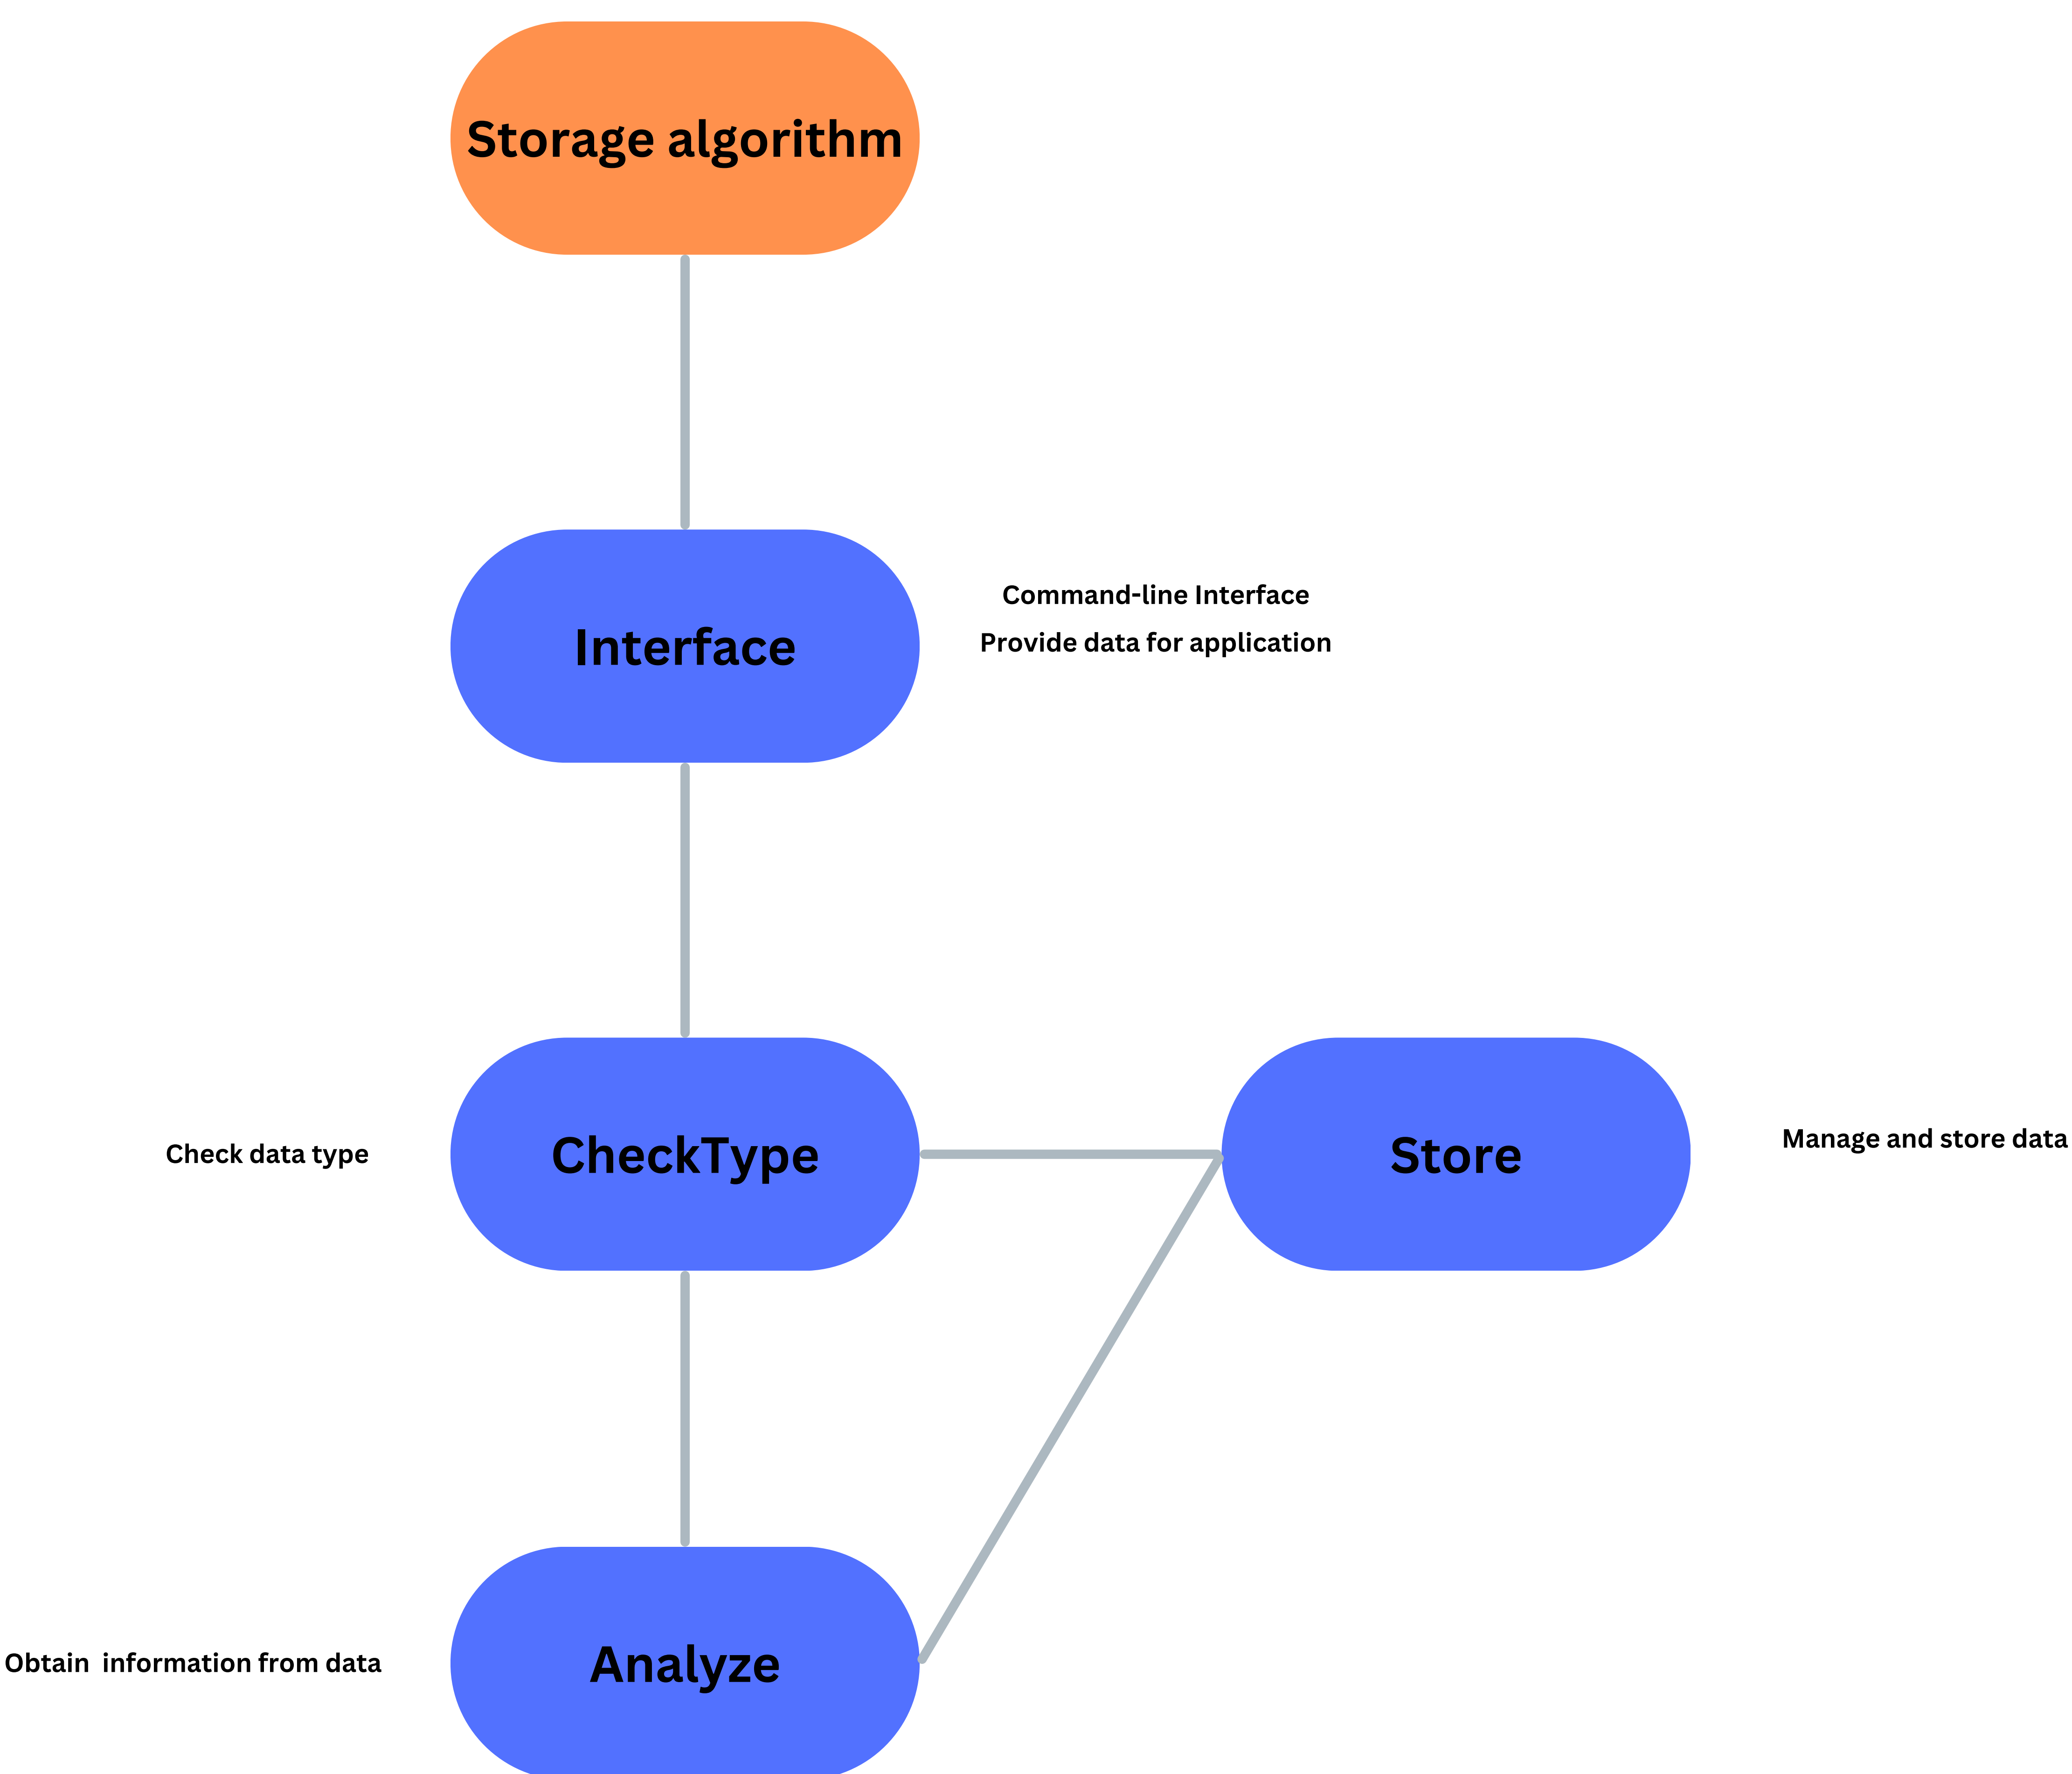 Storage algorithm
Interface
Command-line Interface
Provide data for application
Check data type
CheckType
Store
Manage and store data
Obtain  information from data
Analyze